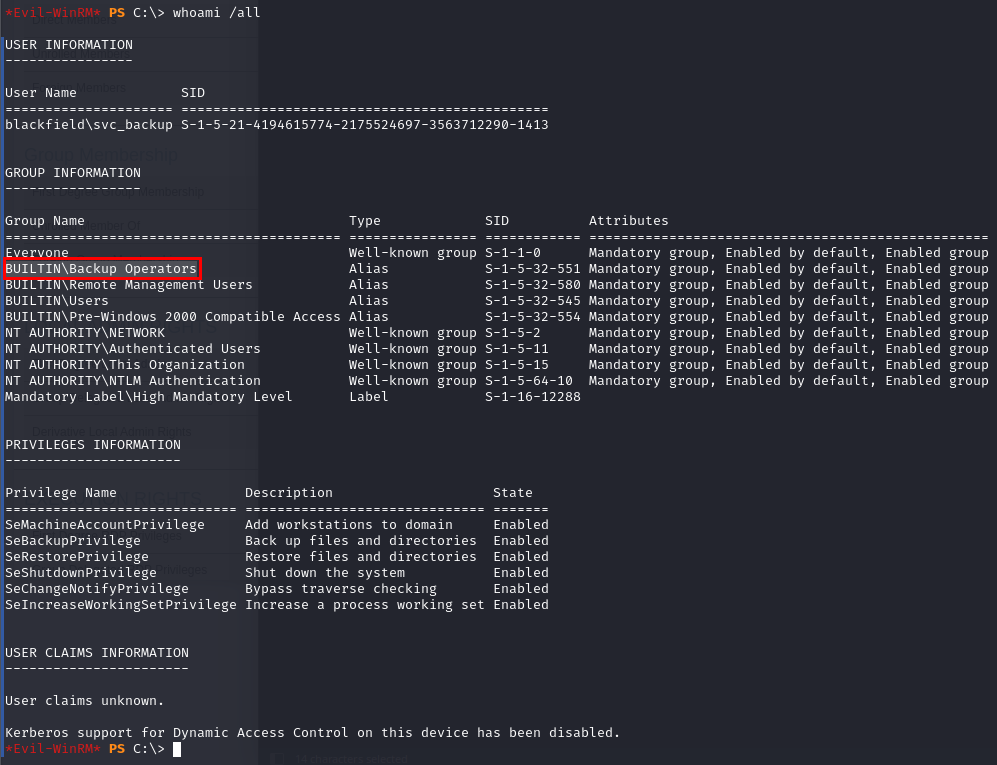 *Evil-WinRM* PS C:\> whoami /all
USER INFORMATION
----------------
User Name            SID
===================== ==============================================
blackfield\svc_backup S-1-5-21-4194615774-2175524697-3563712290-1413
GROUP INFORMATION
-----------------
Group Name                                 Type             SID          Attributes
========================================== ================ ============ ==================================================
Everyone                                   Well-known group S-1-1-0      Mandatory group, Enabled by default, Enabled group
BUILTIN\Backup Operators                   Alias            S-1-5-32-551 Mandatory group, Enabled by default, Enabled group
BUILTIN\Remote Management Users            Alias            S-1-5-32-580 Mandatory group, Enabled by default, Enabled group
BUILTIN\Users                              Alias            S-1-5-32-545 Mandatory group, Enabled by default, Enabled group
BUILTIN\Pre-Windows 2000 Compatible Access Alias            S-1-5-32-554 Mandatory group, Enabled by default, Enabled group
NT AUTHORITY\NETWORK                       Well-known group S-1-5-2      Mandatory group, Enabled by default, Enabled group
NT AUTHORITY\Authenticated Users           Well-known group S-1-5-11     Mandatory group, Enabled by default, Enabled group
NT AUTHORITY\This Organization             Well-known group S-1-5-15     Mandatory group, Enabled by default, Enabled group
NT AUTHORITY\NTLM Authentication           Well-known group S-1-5-64-10  Mandatory group, Enabled by default, Enabled group
Mandatory Label\High Mandatory Level       Label            S-1-16-12288
PRIVILEGES INFORMATION
----------------------
Privilege Name                Description                    State
============================= ============================== =======
SeMachineAccountPrivilege     Add workstations to domain     Enabled
SeBackupPrivilege             Back up files and directories  Enabled
SeRestorePrivilege            Restore files and directories  Enabled
SeShutdownPrivilege           Shut down the system           Enabled
SeChangeNotifyPrivilege       Bypass traverse checking       Enabled
SeIncreaseWorkingSetPrivilege Increase a process working set Enabled
USER CLAIMS INFORMATION
-----------------------
User claims unknown.
Kerberos support for Dynamic Access Control on this device has been disabled.
*Evil-WinRM* PS C:\>